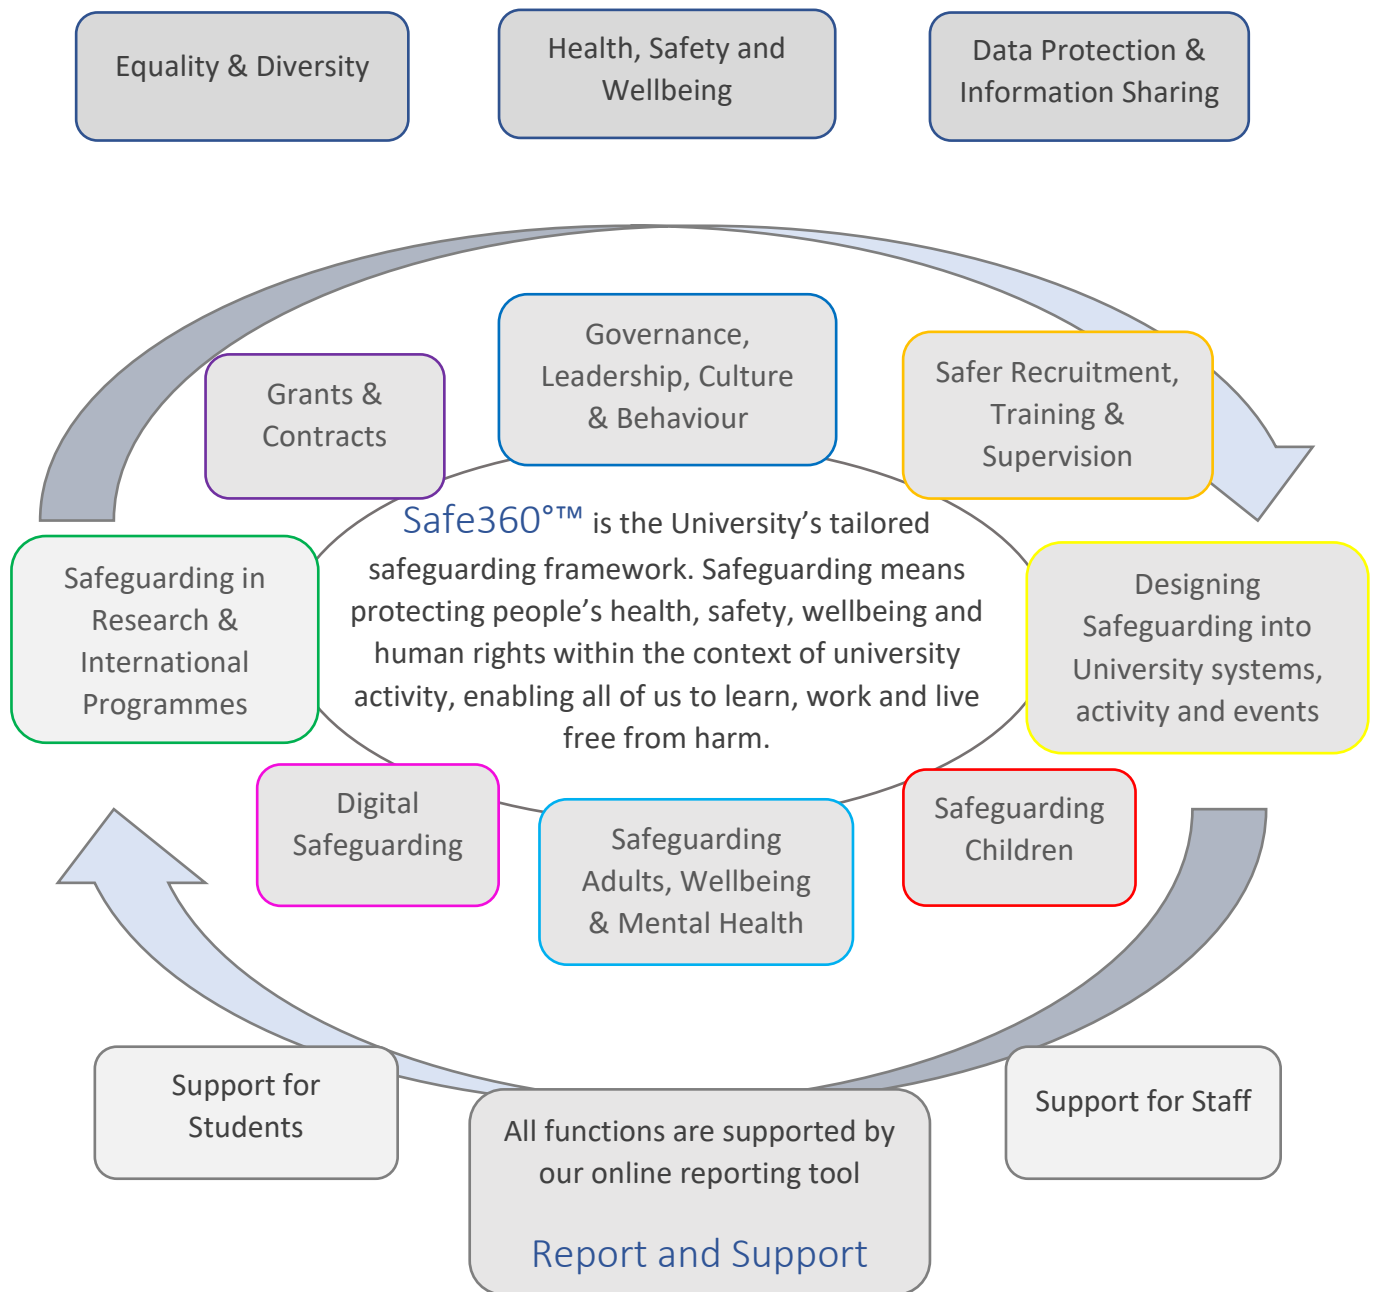 Equality & Diversity
Health, Safety and
Wellbeing
Data Protection &
Information Sharing
Grants &
Contracts
Governance,
Leadership, Culture
& Behaviour
Safer Recruitment,
Training &
Supervision
Safe360°™ is the University’s tailored
safeguarding framework. Safeguarding means
protecting people’s health, safety, wellbeing and
human rights within the context of university
activity, enabling all of us to learn, work and live
free from harm.
Safeguarding in
Research &
International
Programmes
Designing
Safeguarding into
University systems,
activity and events
Digital
Safeguarding
Safeguarding
Adults, Wellbeing
& Mental Health
Safeguarding
Children
Support for
Students
All functions are supported by
our online reporting tool
Report and Support
Support for Staff